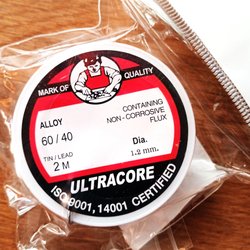 MARK OF QUALITY
ALLOY
60 / 40
TIN / LEAD
2 M
CONTAINING
NON-CORROSIVE
FLUX
Dia.
1.2 mm.
ULTRACORE
ISO 9001, 14001 CERTIFIED